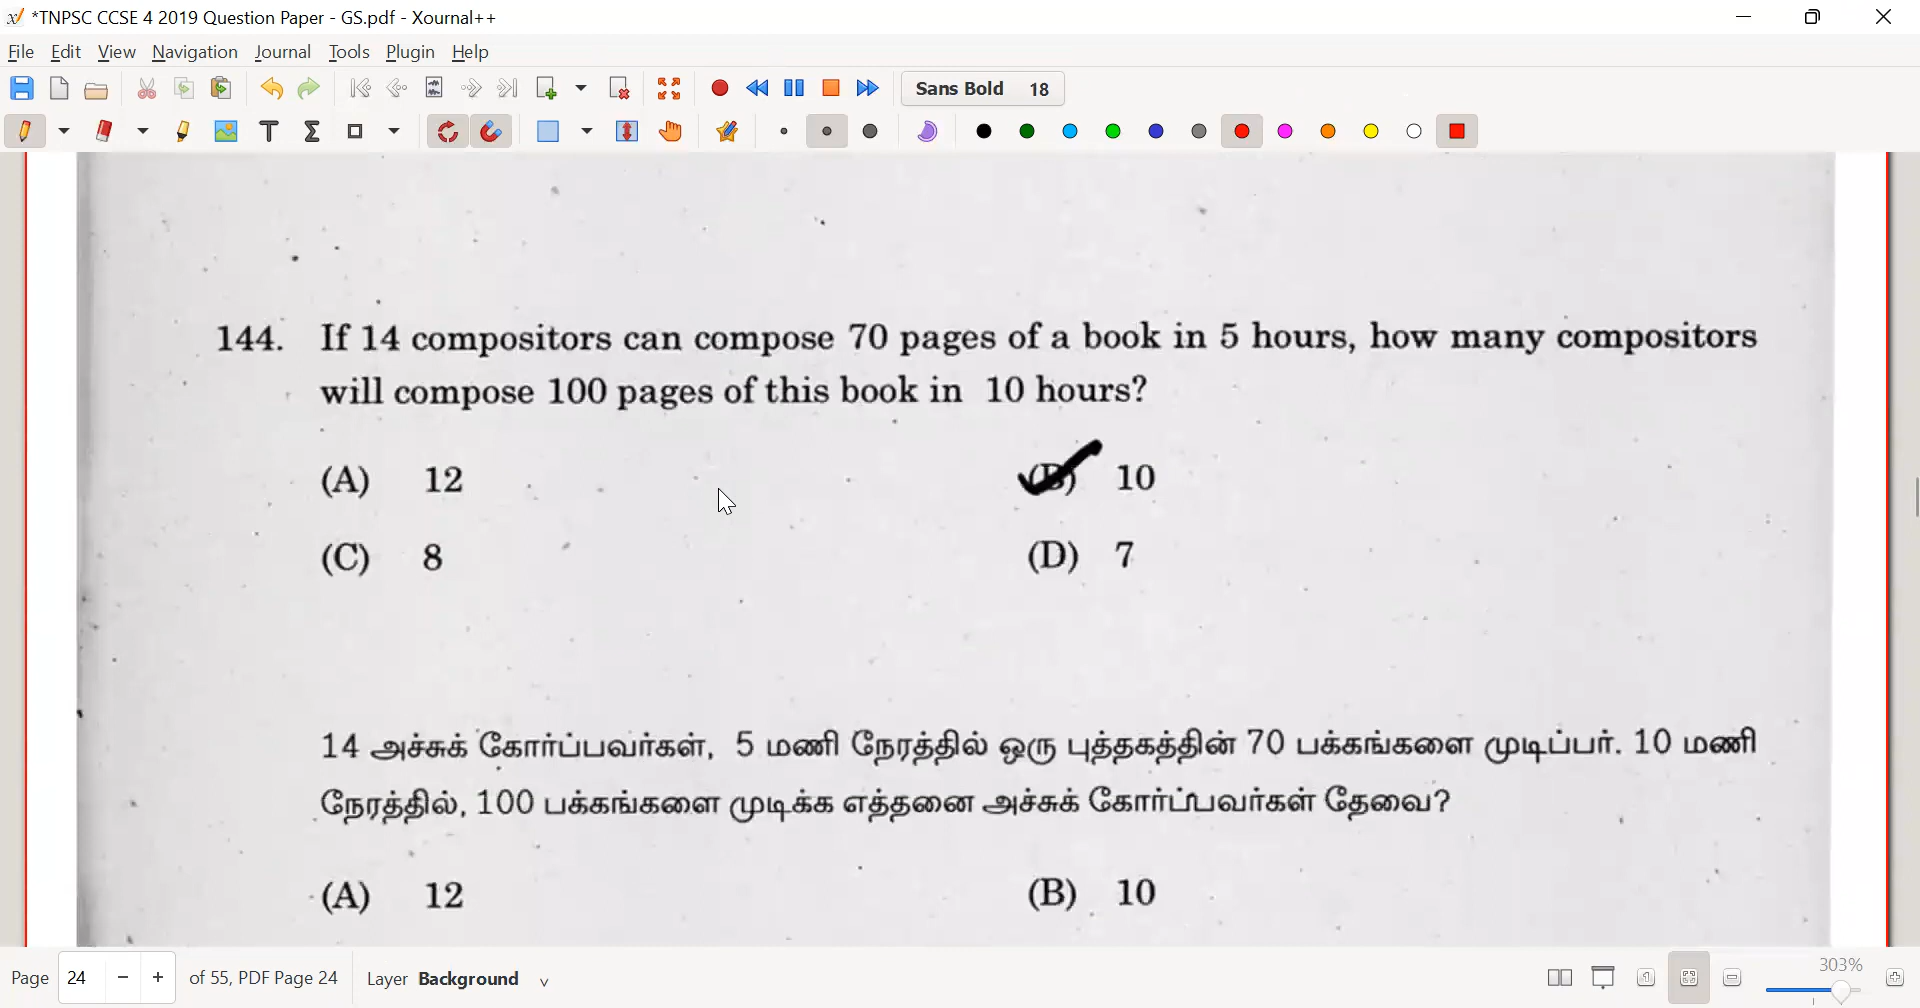 *TNPSC CCSE 4 2019 Question Paper - GS.pdf - Xournal++
File Edit View Navigation Journal Tools Plugin Help
Sans Bold 18
144. If 14 compositors can compose 70 pages of a book in 5 hours, how many compositors
will compose 100 pages of this book in 10 hours?
(A) 12 (B) 10
(C) 8 (D) 7
14 அச்சுக் கோர்ப்பவர்கள், 5 மணி நேரத்தில் ஒரு புத்தகத்தின் 70 பக்கங்களை முடிப்பர். 10 மணி
நேரத்தில், 100 பக்கங்களை முடிக்க எத்தனை அச்சுக் கோர்ப்பவர்கள் தேவை?
(A) 12 (B) 10
Page 24 of 55, PDF Page 24 Layer Background 303%